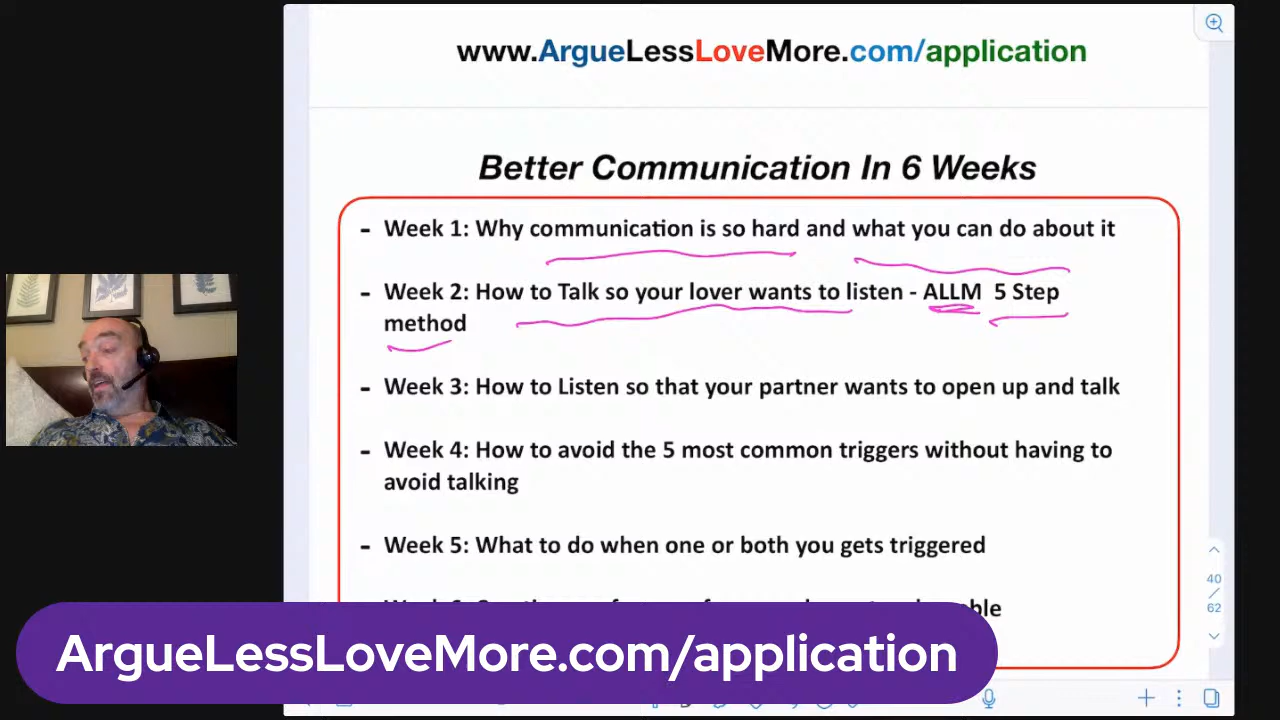 www.ArgueLessLoveMore.com/application
Better Communication In 6 Weeks
- Week 1: Why communication is so hard and what you can do about it
- Week 2: How to Talk so your lover wants to listen - ALLM 5 Step
method
- Week 3: How to Listen so that your partner wants to open up and talk
- Week 4: How to avoid the 5 most common triggers without having to
avoid talking
- Week 5: What to do when one or both you gets triggered
40
/
62
ArgueLessLoveMore.com/application